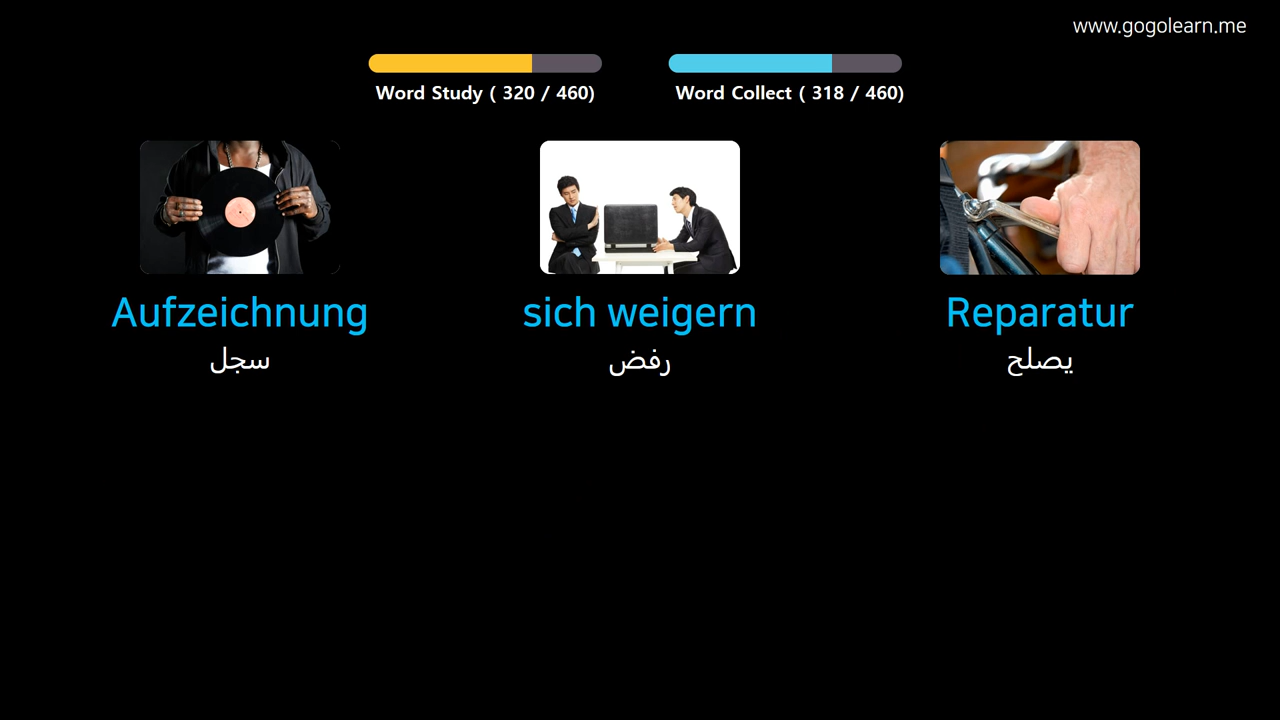 www.gogolearn.me
Word Study ( 320 / 460)
Word Collect ( 318 / 460)
Aufzeichnung
سجل
sich weigern
رفض
Reparatur
يصلح